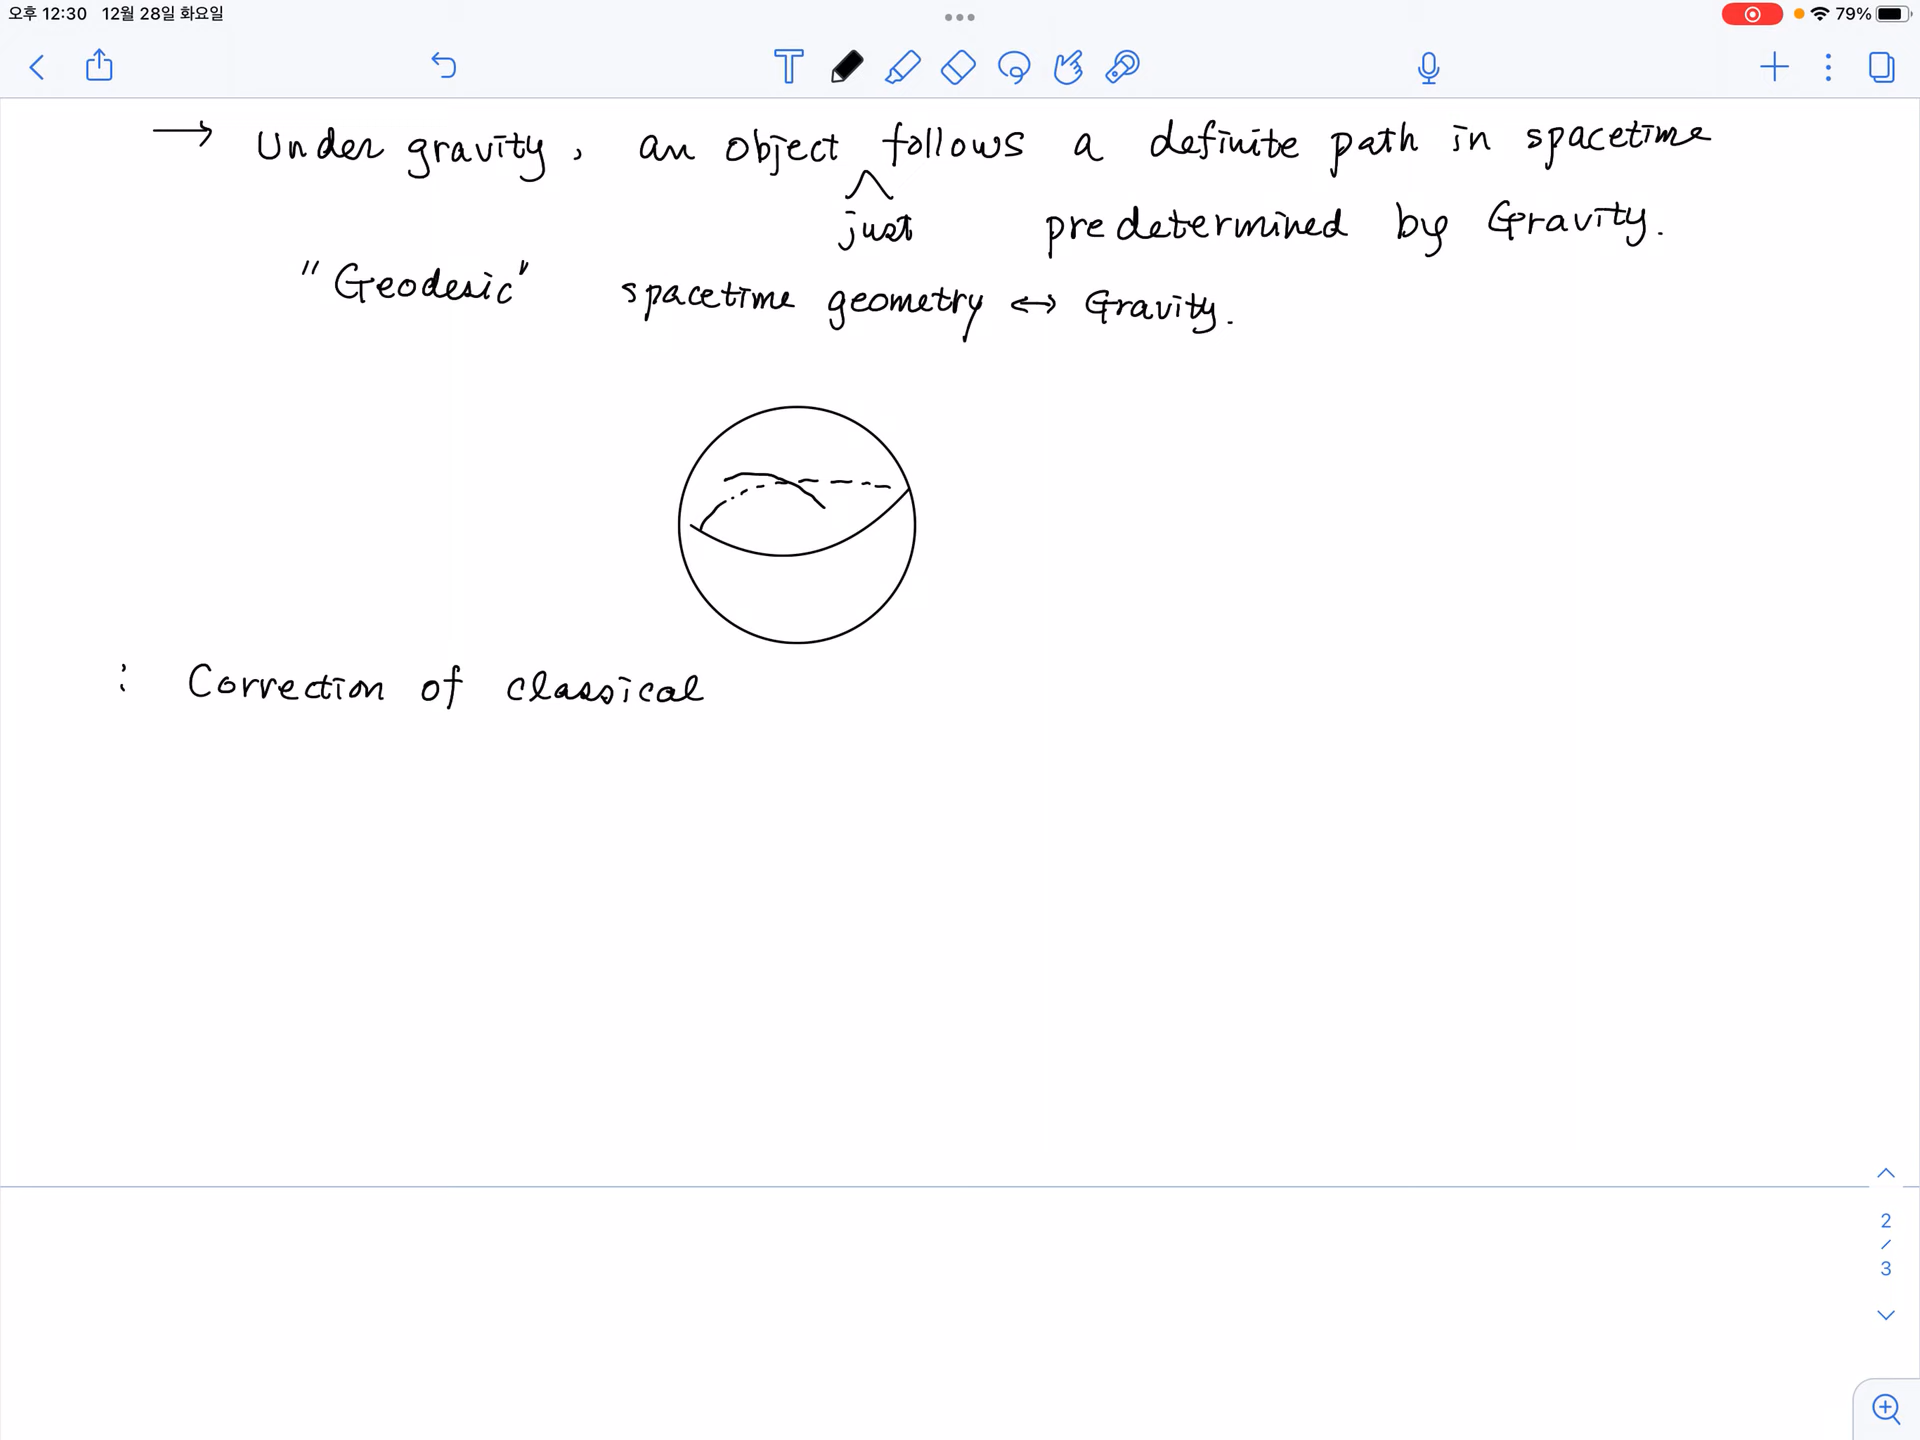 오후 12:30 12월 28일 화요일
79%
→ Under gravity, an object follows a definite path in spacetime
just predetermined by Gravity.
"Geodesic" spacetime geometry ↔ Gravity.
: Correction of classical
2
/
3